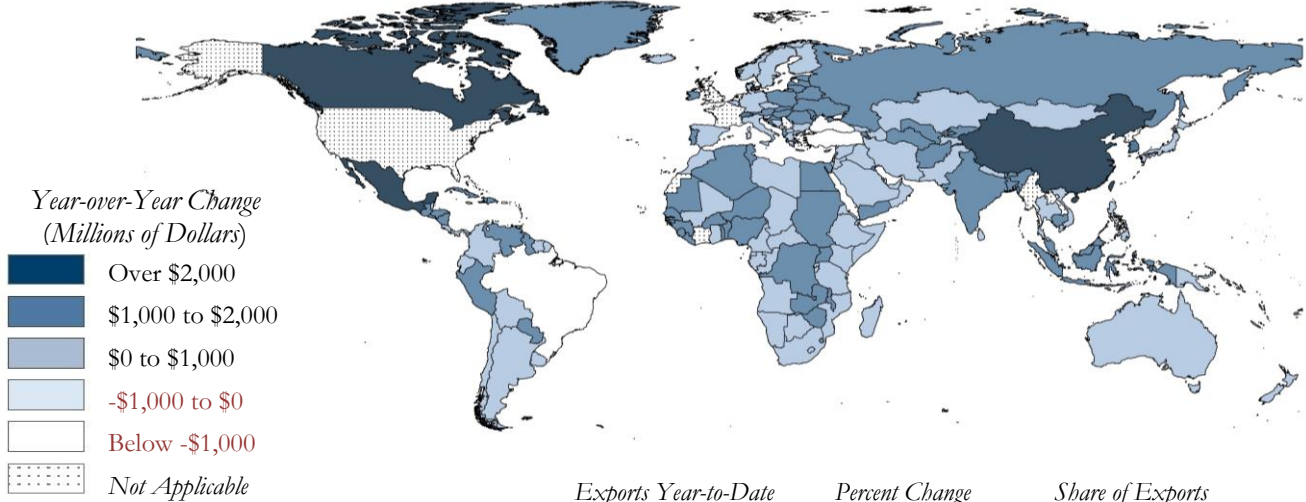 Year-over-Year Change
(Millions of Dollars)
Over $2,000
$1,000 to $2,000
$0 to $1,000
-$1,000 to $0
Below -$1,000
Not Applicable
Exports Year-to-Date Percent Change Share of Exports